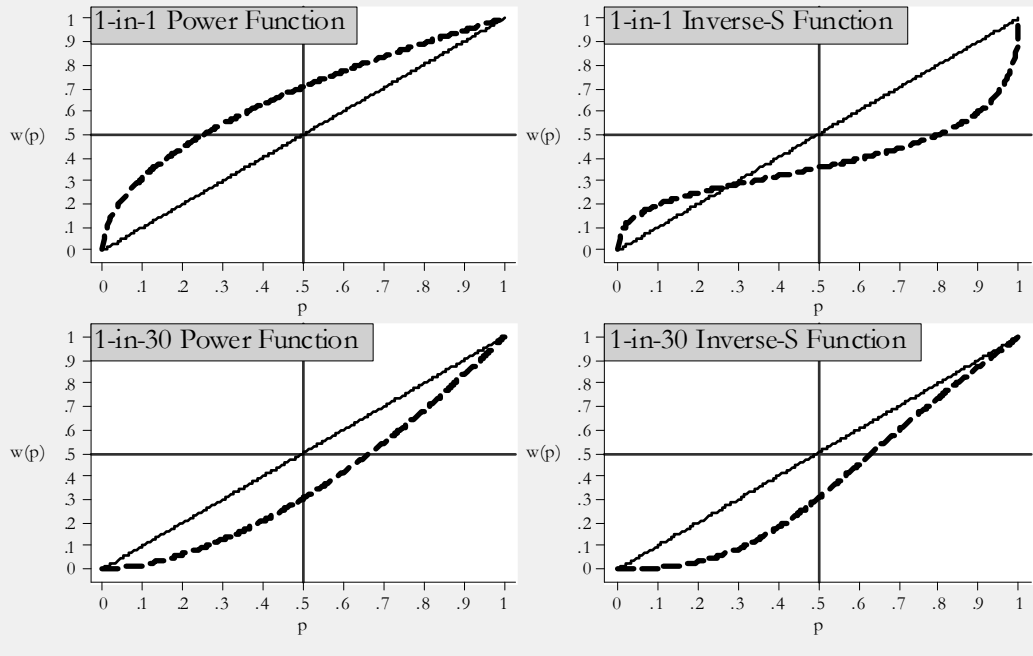 1-in-1 Power Function
1
.9
.8
.7
.6
w(p)
.5
.4
.3
.2
.1
0
0 .1 .2 .3 .4 .5 .6 .7 .8 .9 1
p
1-in-1 Inverse-S Function
1
.9
.8
.7
.6
w(p)
.5
.4
.3
.2
.1
0
0 .1 .2 .3 .4 .5 .6 .7 .8 .9 1
p
1-in-30 Power Function
1
.9
.8
.7
.6
w(p)
.5
.4
.3
.2
.1
0
0 .1 .2 .3 .4 .5 .6 .7 .8 .9 1
p
1-in-30 Inverse-S Function
1
.9
.8
.7
.6
w(p)
.5
.4
.3
.2
.1
0
0 .1 .2 .3 .4 .5 .6 .7 .8 .9 1
p